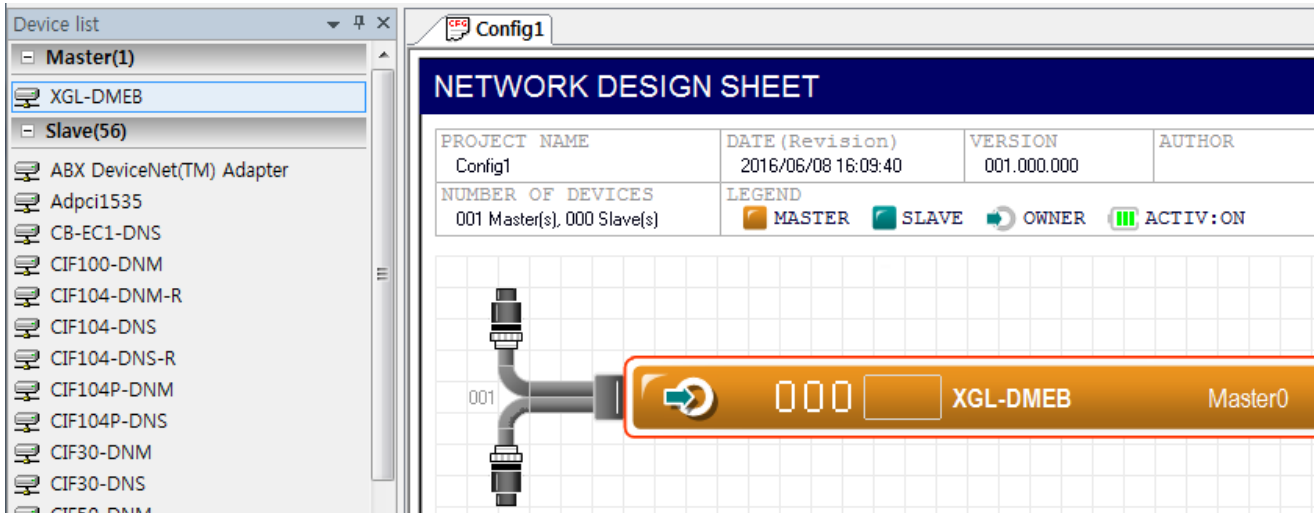 Device list
Master(1)
XGL-DMEB
Slave(56)
ABX DeviceNet(TM) Adapter
Adpci1535
CB-EC1-DNS
CIF100-DNM
CIF104-DNM-R
CIF104-DNS
CIF104-DNS-R
CIF104P-DNM
CIF104P-DNS
CIF30-DNM
CIF30-DNS
CIF50-DNM
CFG Config1
NETWORK DESIGN SHEET
PROJECT NAME DATE(Revision) VERSION AUTHOR
Config1 2016/06/08 16:09:40 001.000.000
NUMBER OF DEVICES LEGEND
001 Master(s), 000 Slave(s) MASTER SLAVE OWNER ACTIV:ON
001 000 XGL-DMEB Master0